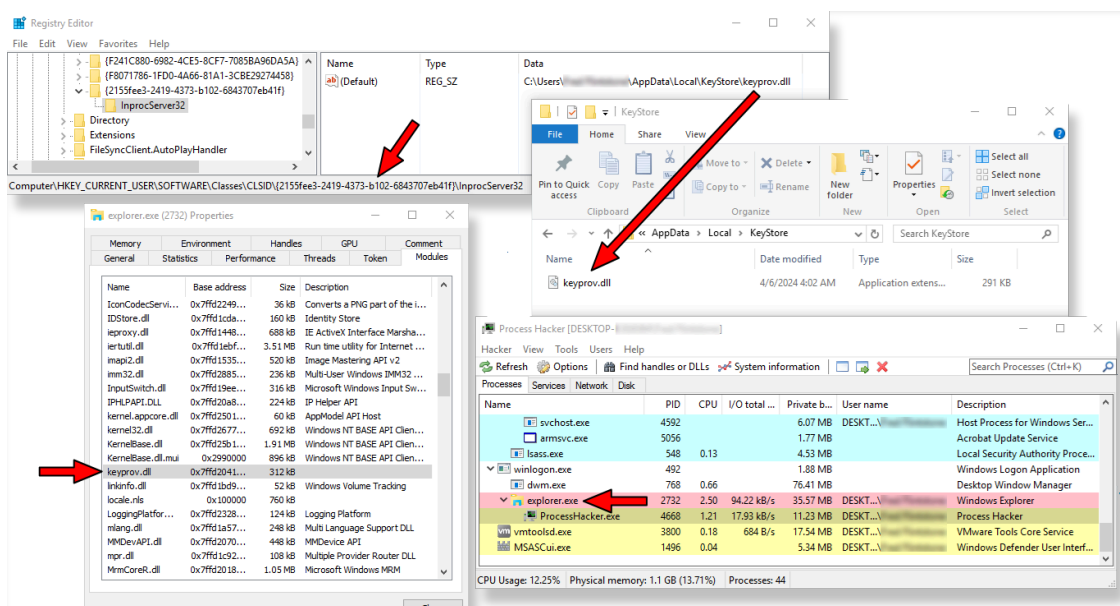 Registry Editor
File Edit View Favorites Help
{F241C880-6982-4CE5-8CF7-7085BA96DA5A}
{F8071786-1FD0-4A66-81A1-3CBE29274458}
{2155fee3-2419-4373-b102-6843707eb41f}
InprocServer32
Directory
Extensions
FileSyncClient.AutoPlayHandler
Name Type Data
(Default) REG_SZ C:\Users\ \AppData\Local\KeyStore\keyprov.dll
Computer\HKEY_CURRENT_USER\SOFTWARE\Classes\CLSID\{2155fee3-2419-4373-b102-6843707eb41f}\InprocServer32
KeyStore
File Home Share View
Pin to Quick access Copy Paste
Move to Delete
Copy to Rename
New folder
Properties
Select all
Select none
Invert selection
Clipboard Organize New Open Select
« AppData > Local > KeyStore Search KeyStore
Name Date modified Type Size
keyprov.dll 4/6/2024 4:02 AM Application extens... 291 KB
explorer.exe (2732) Properties
Memory Environment Handles GPU Comment
General Statistics Performance Threads Token Modules
Name Base address Size Description
IconCodecServi... 0x7ffd2249... 36 kB Converts a PNG part of the i...
IDStore.dll 0x7ffd1cda... 160 kB Identity Store
ieproxy.dll 0x7ffd1448... 688 kB IE ActiveX Interface Marsha...
iertutil.dll 0x7ffd1ebf... 3.51 MB Run time utility for Internet ...
imapi2.dll 0x7ffd1535... 520 kB Image Mastering API v2
imm32.dll 0x7ffd2885... 236 kB Multi-User Windows IMM32 ...
InputSwitch.dll 0x7ffd19ee... 316 kB Microsoft Windows Input Sw...
IPHLPAPI.DLL 0x7ffd20a8... 224 kB IP Helper API
kernel.appcore.dll 0x7ffd2501... 60 kB AppModel API Host
kernel32.dll 0x7ffd2677... 692 kB Windows NT BASE API Clien...
KernelBase.dll 0x7ffd25b1... 1.91 MB Windows NT BASE API Clien...
KernelBase.dll.mui 0x2990000 896 kB Windows NT BASE API Clien...
keyprov.dll 0x7ffd2041... 312 kB
linkinfo.dll 0x7ffd1bd9... 52 kB Windows Volume Tracking
locale.nls 0x100000 760 kB
LoggingPlatfor... 0x7ffd2328... 124 kB Logging Platform
mlang.dll 0x7ffd1a57... 248 kB Multi Language Support DLL
MMDevAPI.dll 0x7ffd2070... 448 kB MMDevice API
mpr.dll 0x7ffd1c92... 108 kB Multiple Provider Router DLL
MrmCoreR.dll 0x7ffd2018... 1.05 MB Microsoft Windows MRM
Process Hacker [DESKTOP- ]
Hacker View Tools Users Help
Refresh Options Find handles or DLLs System information Search Processes (Ctrl+K)
Processes Services Network Disk
Name PID CPU I/O total ... Private b... User name Description
svchost.exe 4592 6.07 MB DESKT...\ Host Process for Windows Ser...
armsvc.exe 5056 1.77 MB Acrobat Update Service
lsass.exe 548 0.13 4.53 MB Local Security Authority Proce...
winlogon.exe 492 1.88 MB Windows Logon Application
dwm.exe 768 0.66 76.41 MB Desktop Window Manager
explorer.exe 2732 2.50 94.22 kB/s 35.57 MB DESKT...\ Windows Explorer
ProcessHacker.exe 4668 1.21 17.93 kB/s 11.23 MB DESKT...\ Process Hacker
vm vmtoolsd.exe 3800 0.18 684 B/s 17.54 MB DESKT...\ VMware Tools Core Service
MSASCui.exe 1496 0.04 5.34 MB DESKT...\ Windows Defender User Interf...
CPU Usage: 12.25% Physical memory: 1.1 GB (13.71%) Processes: 44